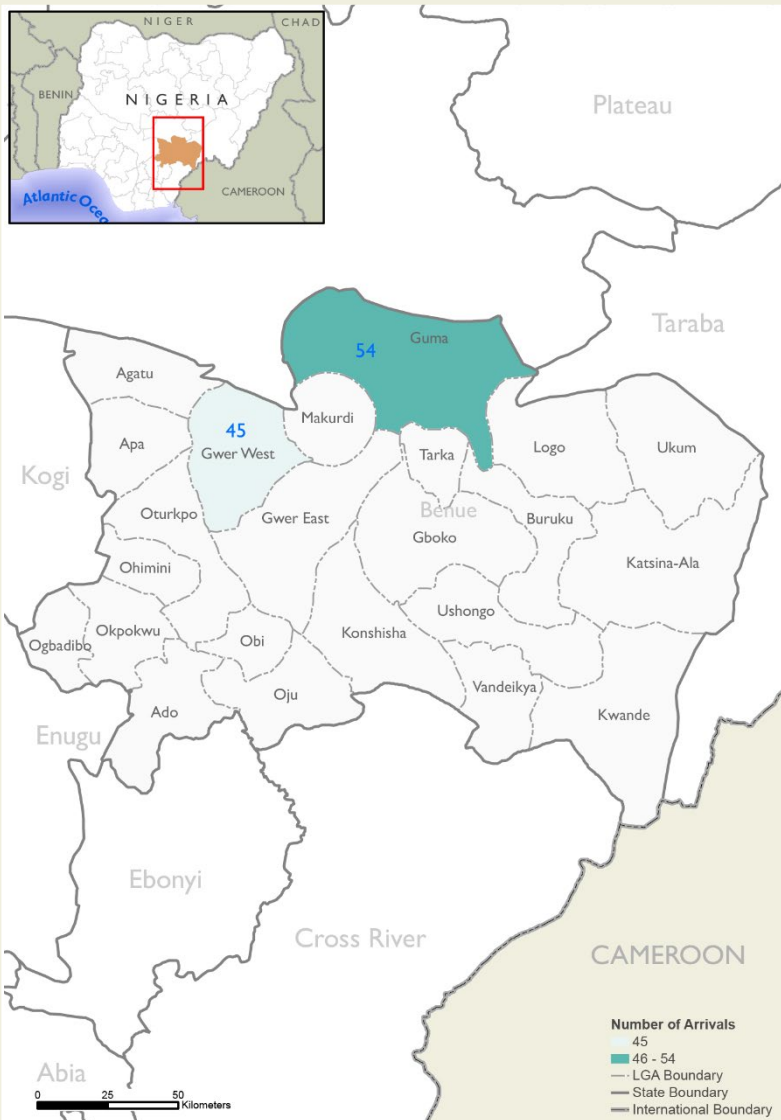 NIGER
CHAD
BENIN
NIGERIA
CAMEROON
Atlantic Ocea
Plateau
Taraba
Guma
54
Agatu
Makurdi
45
Gwer West
Apa
Tarka
Logo
Ukum
Kogi
Benue
Oturkpo
Gwer East
Buruku
Gboko
Katsina-Ala
Ohimini
Ushongo
Okpokwu
Ogbadibo
Obi
Konshisha
Vandeikya
Oju
Ado
Kwande
Enugu
Ebonyi
Cross River
CAMEROON
Abia
Number of Arrivals
45
46 - 54
LGA Boundary
State Boundary
International Boundary
0 25 50
Kilometers